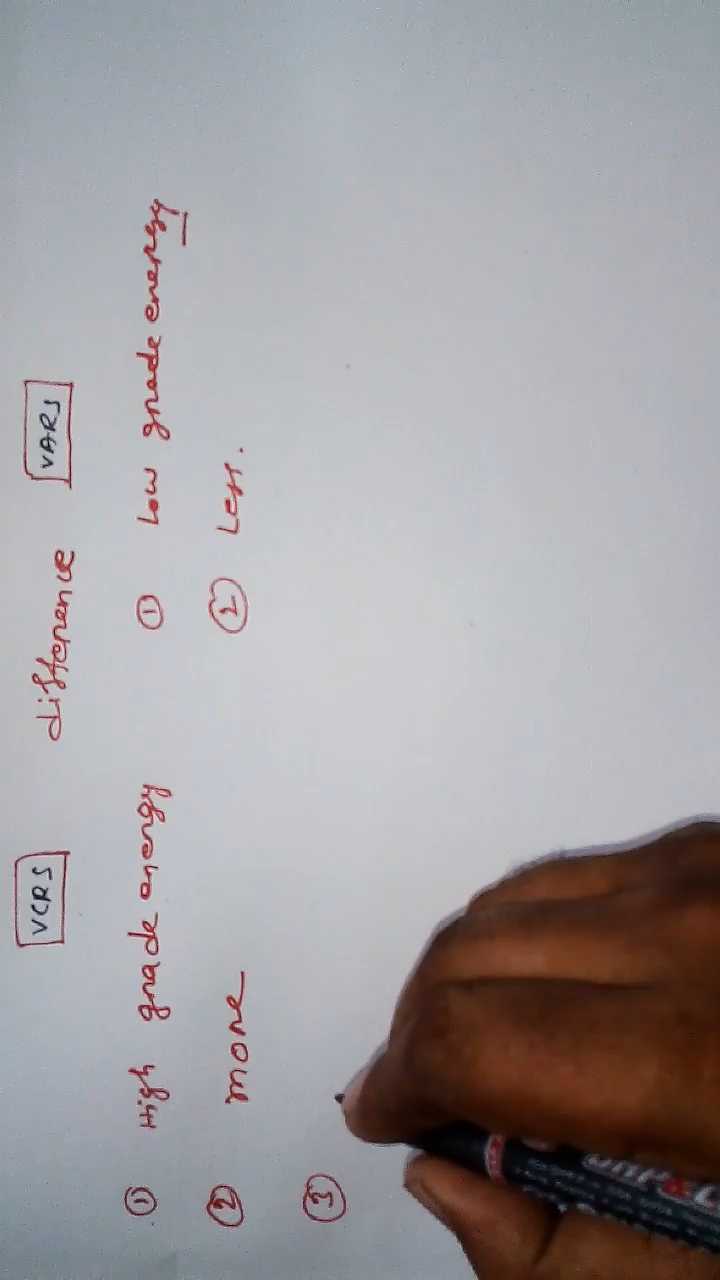 VCRS difference VARS
① High grade energy ① Low grade energy
② more ② Less.
③